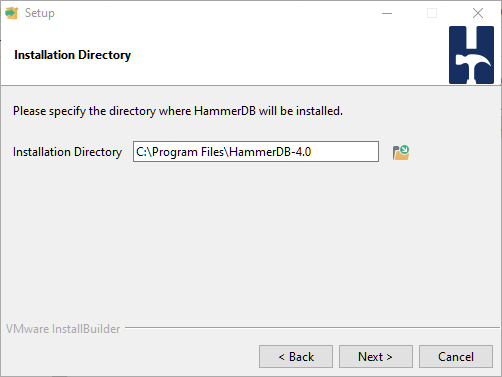 Setup
Installation Directory
Please specify the directory where HammerDB will be installed.
Installation Directory C:\Program Files\HammerDB-4.0
VMware InstallBuilder
< Back Next > Cancel